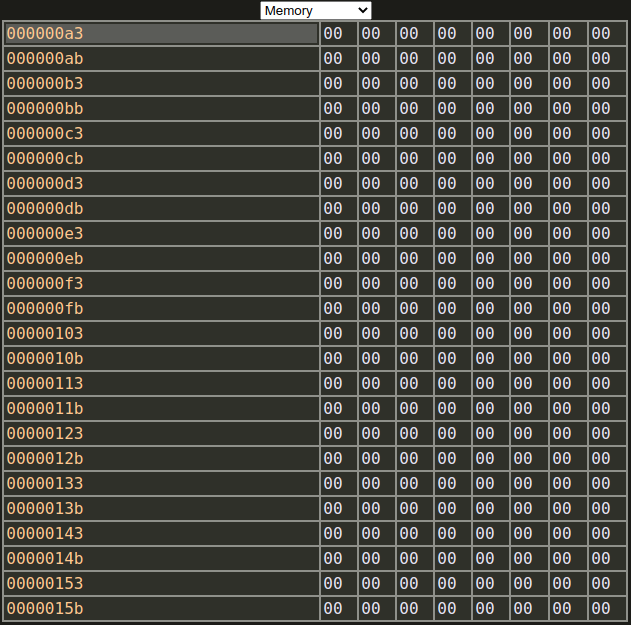 Memory
000000a3 00 00 00 00 00 00 00 00
000000ab 00 00 00 00 00 00 00 00
000000b3 00 00 00 00 00 00 00 00
000000bb 00 00 00 00 00 00 00 00
000000c3 00 00 00 00 00 00 00 00
000000cb 00 00 00 00 00 00 00 00
000000d3 00 00 00 00 00 00 00 00
000000db 00 00 00 00 00 00 00 00
000000e3 00 00 00 00 00 00 00 00
000000eb 00 00 00 00 00 00 00 00
000000f3 00 00 00 00 00 00 00 00
000000fb 00 00 00 00 00 00 00 00
00000103 00 00 00 00 00 00 00 00
0000010b 00 00 00 00 00 00 00 00
00000113 00 00 00 00 00 00 00 00
0000011b 00 00 00 00 00 00 00 00
00000123 00 00 00 00 00 00 00 00
0000012b 00 00 00 00 00 00 00 00
00000133 00 00 00 00 00 00 00 00
0000013b 00 00 00 00 00 00 00 00
00000143 00 00 00 00 00 00 00 00
0000014b 00 00 00 00 00 00 00 00
00000153 00 00 00 00 00 00 00 00
0000015b 00 00 00 00 00 00 00 00